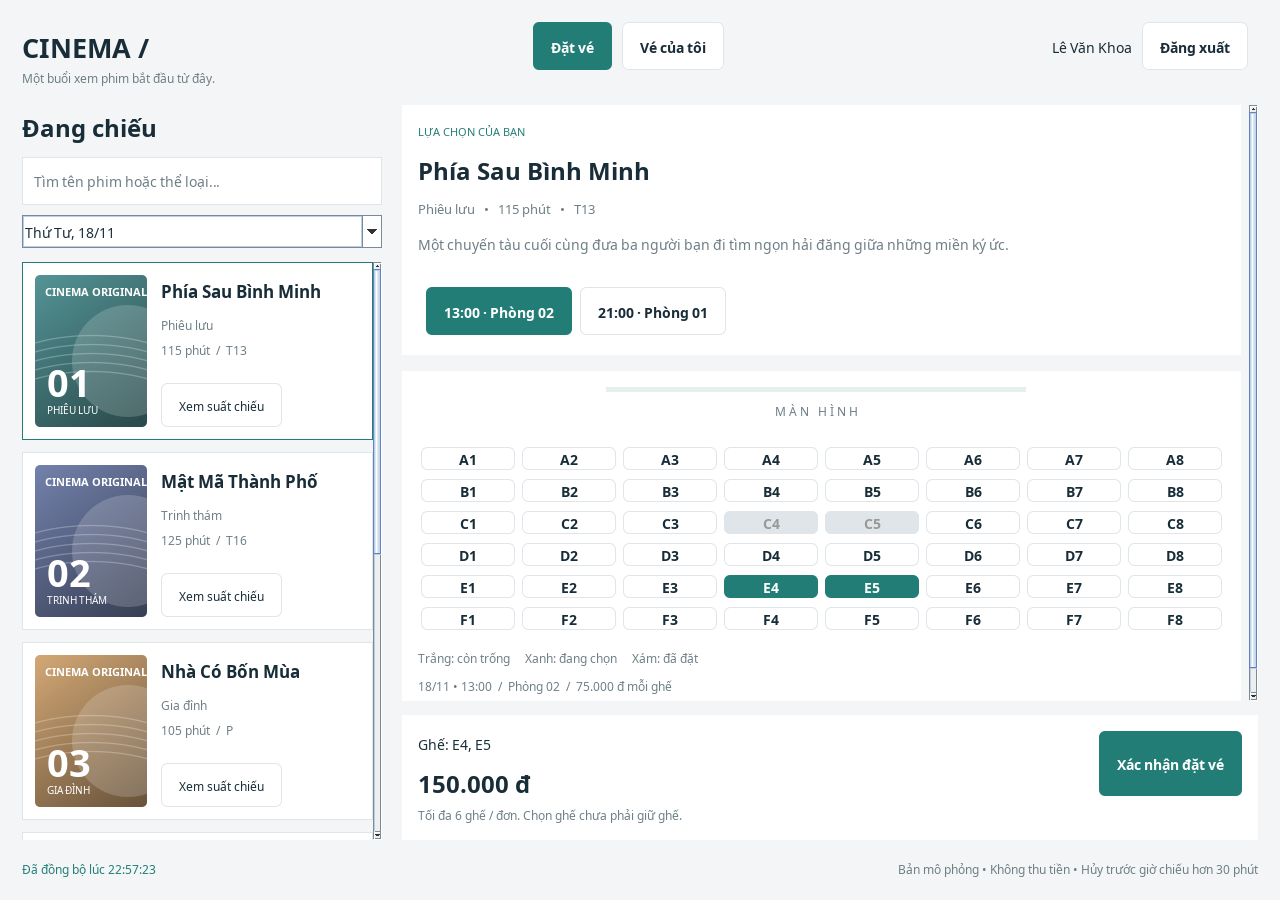 CINEMA /
Một buổi xem phim bắt đầu từ đây.
Đặt vé
Vé của tôi
Lê Văn Khoa
Đăng xuất
Đang chiếu
Tìm tên phim hoặc thể loại...
Thứ Tư, 18/11
CINEMA ORIGINAL
01
PHIÊU LƯU
Phía Sau Bình Minh
Phiêu lưu
115 phút / T13
Xem suất chiếu
CINEMA ORIGINAL
02
TRINH THÁM
Mật Mã Thành Phố
Trinh thám
125 phút / T16
Xem suất chiếu
CINEMA ORIGINAL
03
GIA ĐÌNH
Nhà Có Bốn Mùa
Gia đình
105 phút / P
Xem suất chiếu
LỰA CHỌN CỦA BẠN
Phía Sau Bình Minh
Phiêu lưu • 115 phút • T13
Một chuyến tàu cuối cùng đưa ba người bạn đi tìm ngọn hải đăng giữa những miền ký ức.
13:00 · Phòng 02
21:00 · Phòng 01
MÀN HÌNH
A1 A2 A3 A4 A5 A6 A7 A8
B1 B2 B3 B4 B5 B6 B7 B8
C1 C2 C3 C4 C5 C6 C7 C8
D1 D2 D3 D4 D5 D6 D7 D8
E1 E2 E3 E4 E5 E6 E7 E8
F1 F2 F3 F4 F5 F6 F7 F8
Trắng: còn trống Xanh: đang chọn Xám: đã đặt
18/11 • 13:00 / Phòng 02 / 75.000 đ mỗi ghế
Ghế: E4, E5
150.000 đ
Tối đa 6 ghế / đơn. Chọn ghế chưa phải giữ ghế.
Xác nhận đặt vé
Đã đồng bộ lúc 22:57:23
Bản mô phỏng • Không thu tiền • Hủy trước giờ chiếu hơn 30 phút